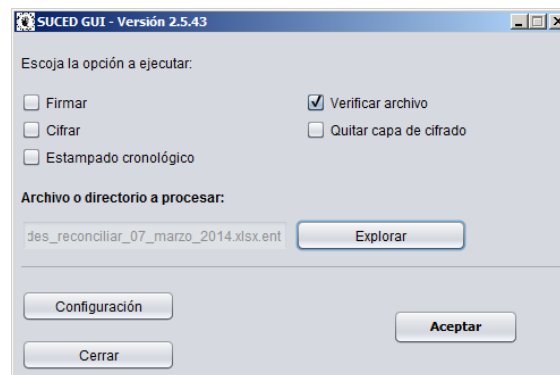 SUCED GUI - Versión 2.5.43
Escoja la opción a ejecutar:
Firmar
Verificar archivo
Cifrar
Quitar capa de cifrado
Estampado cronológico
Archivo o directorio a procesar:
des_reconciliar_07_marzo_2014.xlsx.ent
Explorar
Configuración
Aceptar
Cerrar